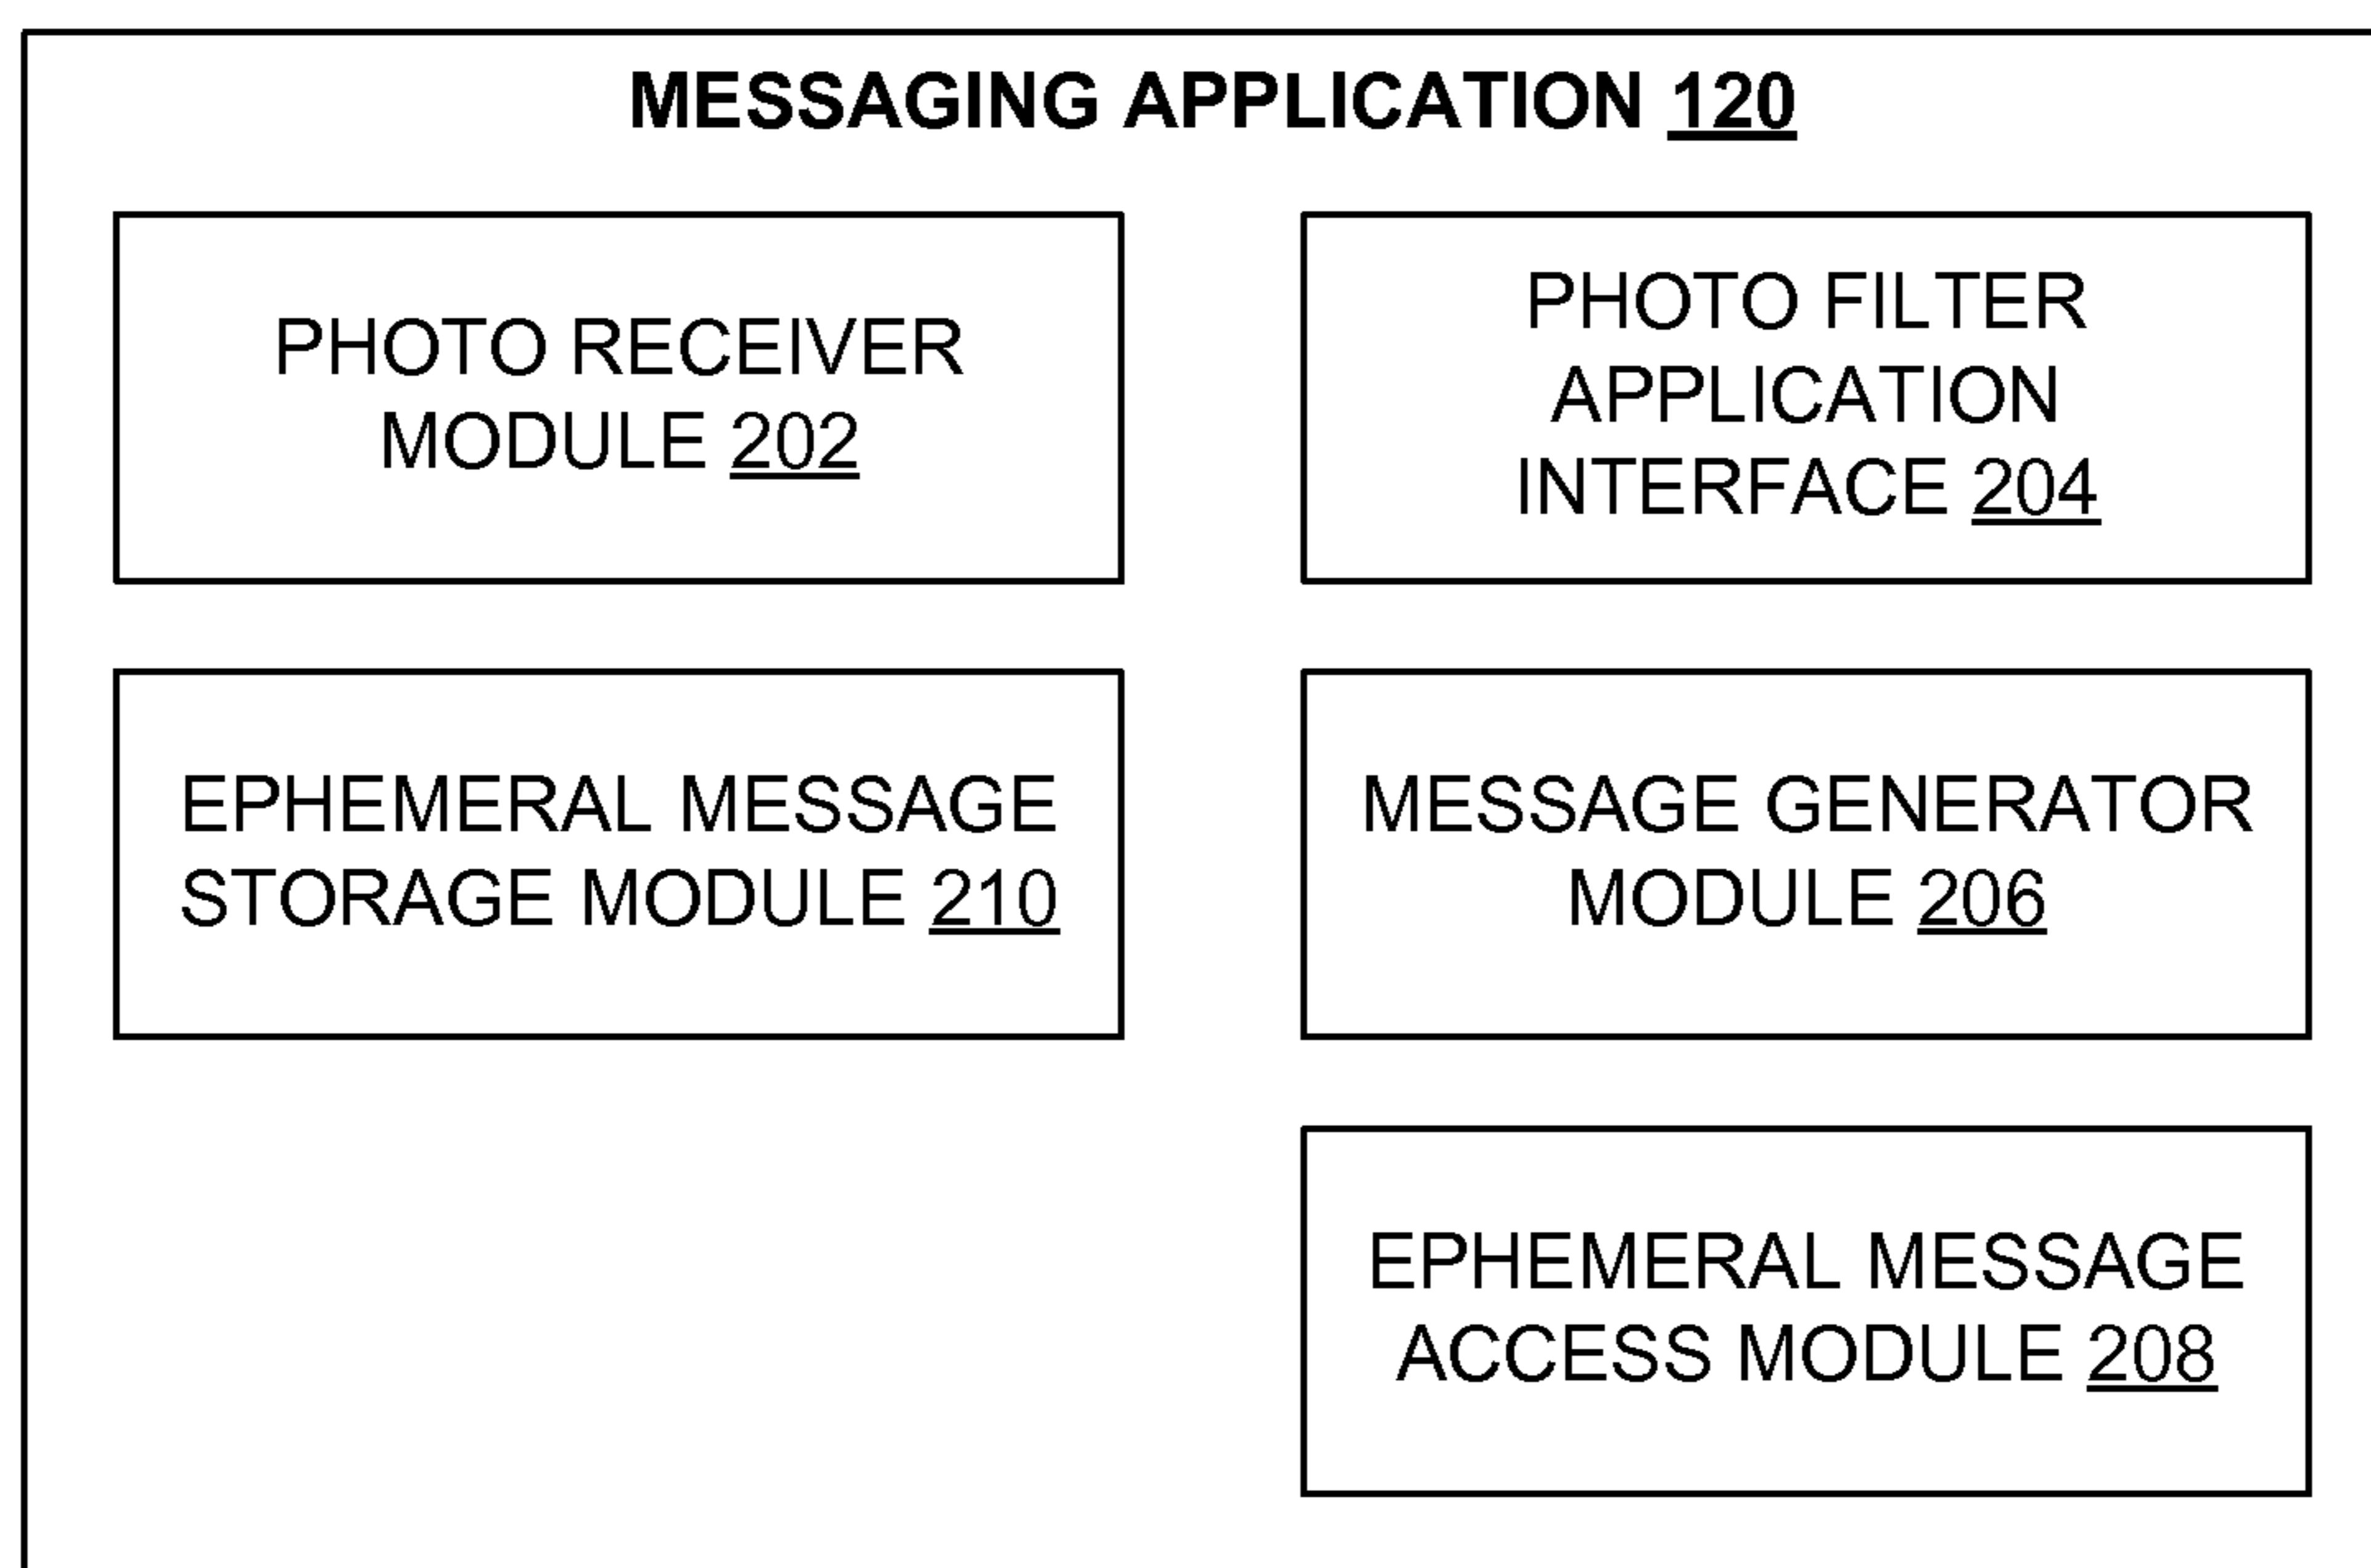 MESSAGING APPLICATION 120
PHOTO RECEIVER
MODULE 202
PHOTO FILTER
APPLICATION
INTERFACE 204
EPHEMERAL MESSAGE
STORAGE MODULE 210
MESSAGE GENERATOR
MODULE 206
EPHEMERAL MESSAGE
ACCESS MODULE 208